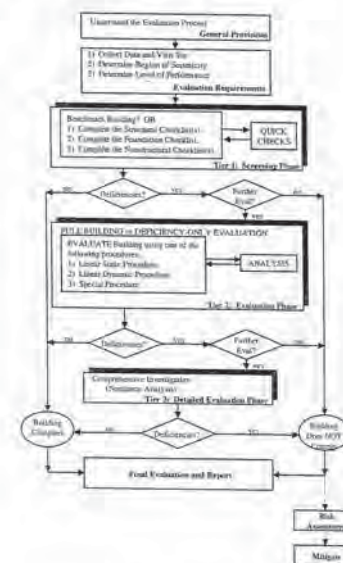 Understand the Evaluation Process
General Provisions
1) Collect Data and Visit Site
2) Determine Region of Seismicity
3) Determine Level of Performance
Evaluation Requirements
Benchmark Building? OR
1) Complete the Structural Checklist(s).
2) Complete the Foundation Checklist.
3) Complete the Nonstructural Checklist(s).
QUICK
CHECKS
Tier 1: Screening Phase
no
Deficiencies?
yes
Further
Eval?
no
yes
FULL BUILDING or DEFICIENCY-ONLY EVALUATION
EVALUATE Building using one of the
following procedures:
1) Linear Static Procedure
2) Linear Dynamic Procedure
3) Special Procedure
ANALYSIS
Tier 2: Evaluation Phase
no
Deficiencies?
yes
Further
Eval?
no
yes
Comprehensive Investigation
(Nonlinear Analysis)
Tier 3: Detailed Evaluation Phase
Building
Complies
no
Deficiencies?
yes
Building
Does NOT
Comply
Final Evaluation and Report
Risk
Mitigate